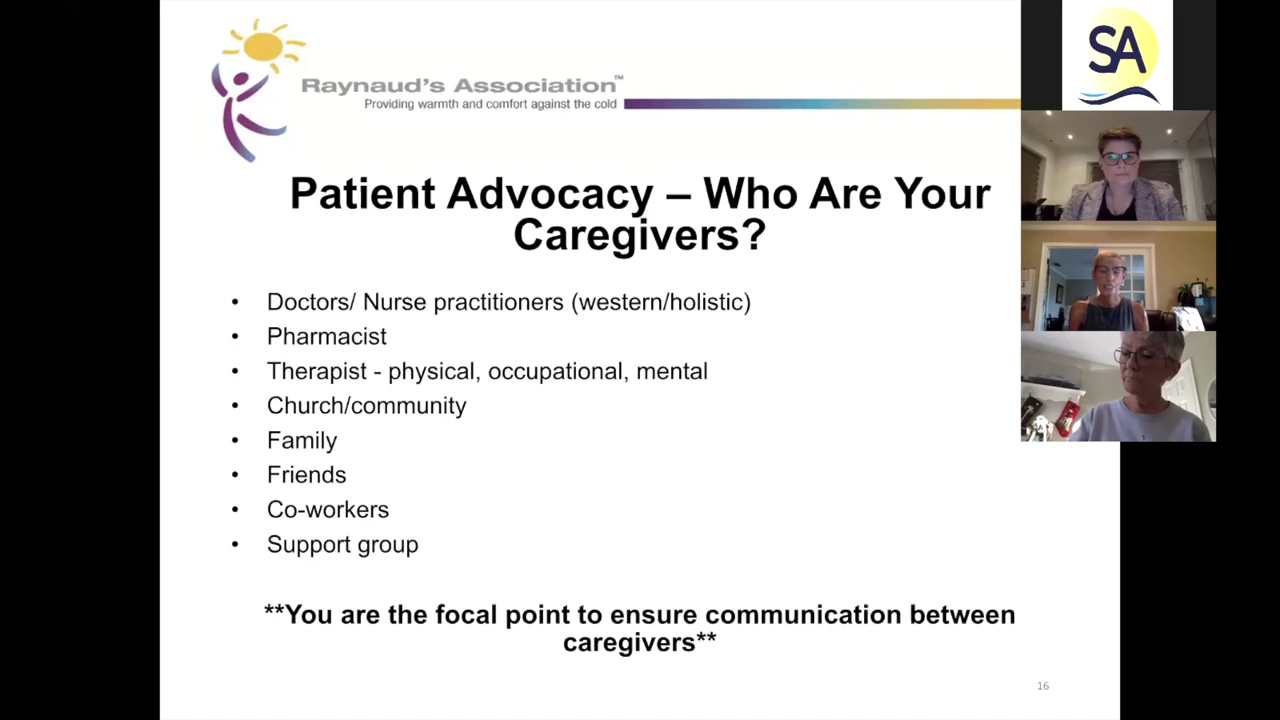 Raynaud's Association™
Providing warmth and comfort against the cold
SA
Patient Advocacy – Who Are Your
Caregivers?
• Doctors/ Nurse practitioners (western/holistic)
• Pharmacist
• Therapist - physical, occupational, mental
• Church/community
• Family
• Friends
• Co-workers
• Support group
**You are the focal point to ensure communication between
caregivers**
16